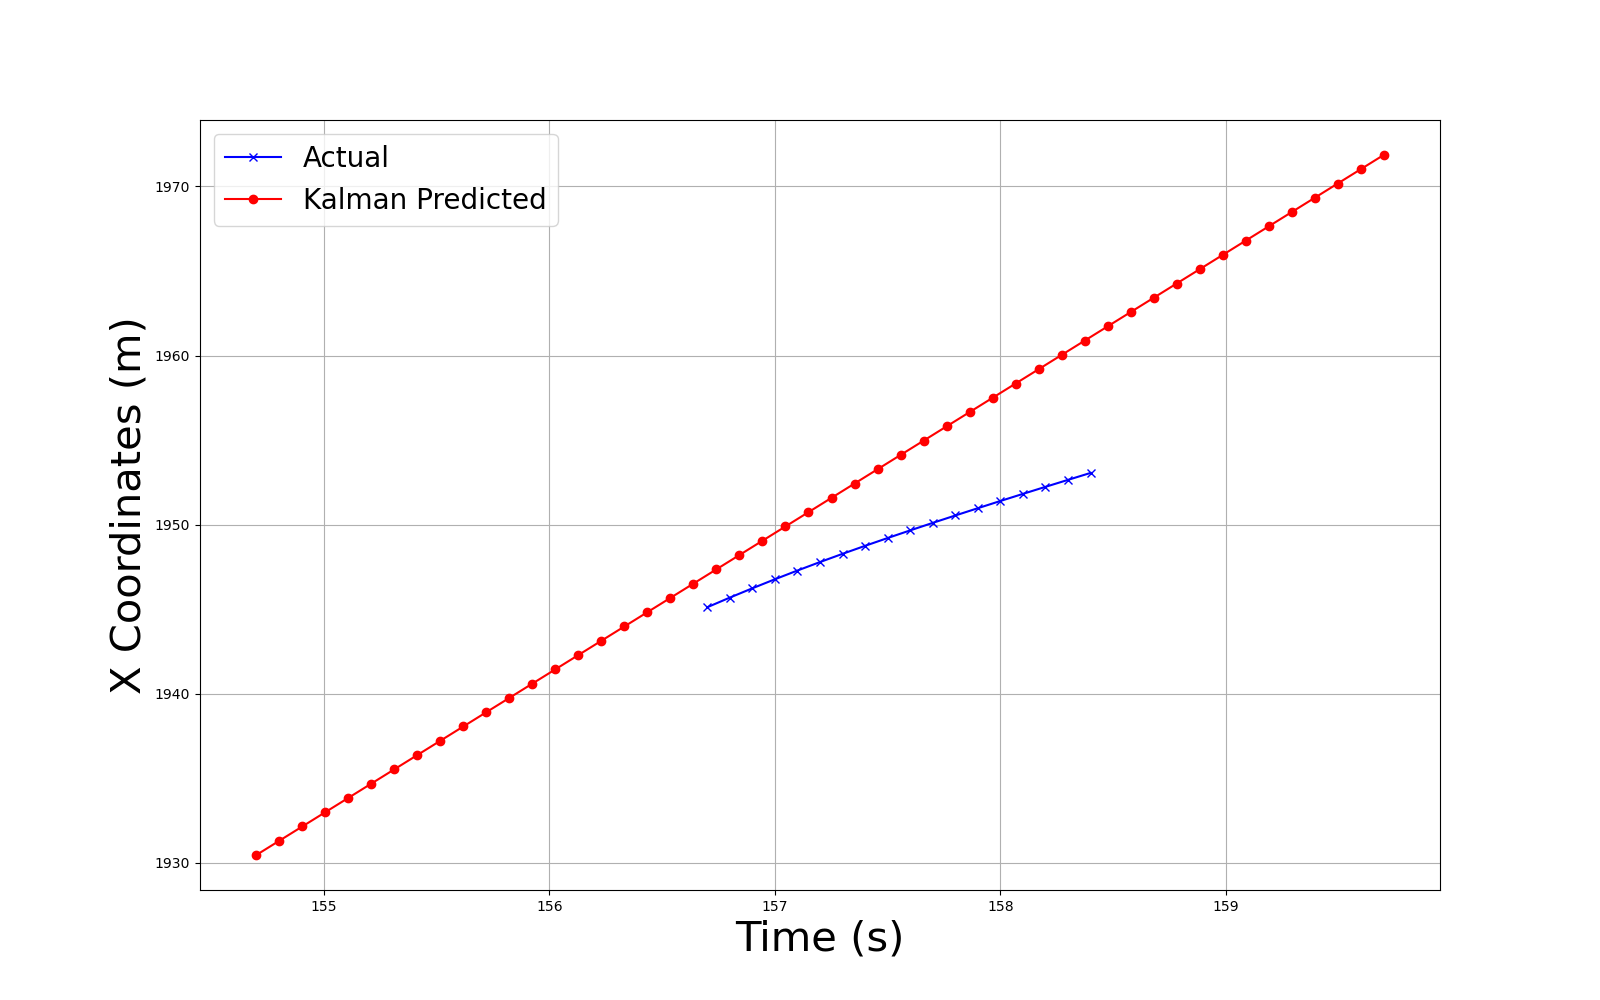 Actual
Kalman Predicted
1970
1960
1950
1940
1930
X Coordinates (m)
155 156 157 158 159
Time (s)